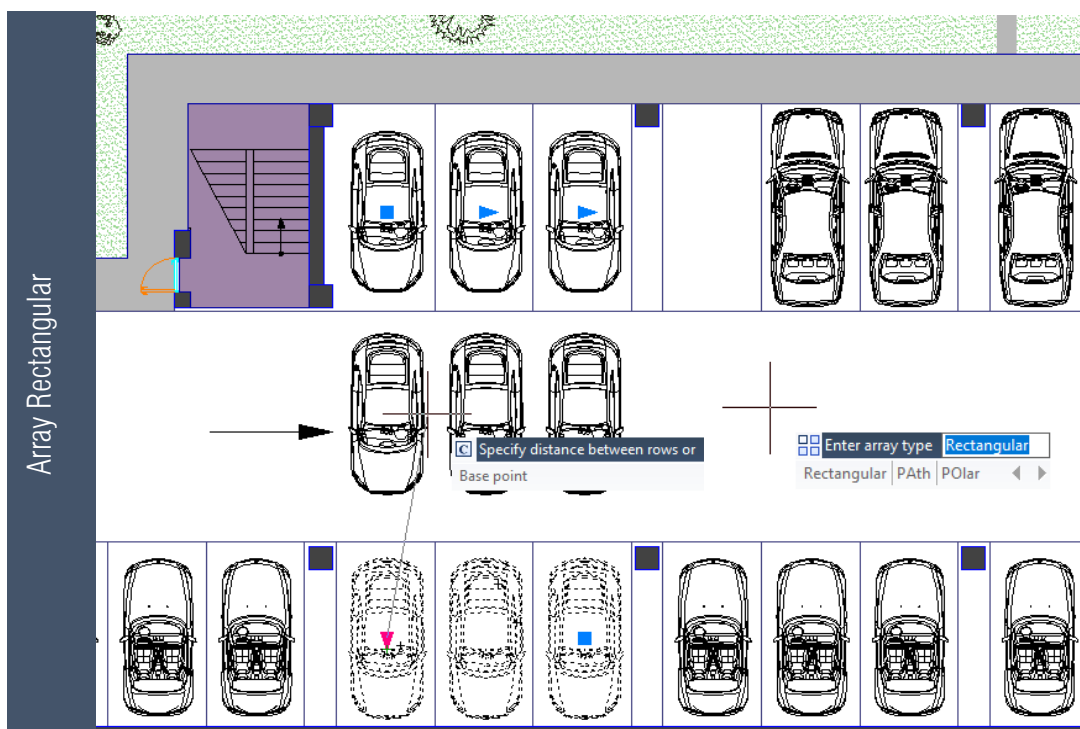 Array Rectangular
C Specify distance between rows or
Base point
Enter array type Rectangular
Rectangular PAth POlar